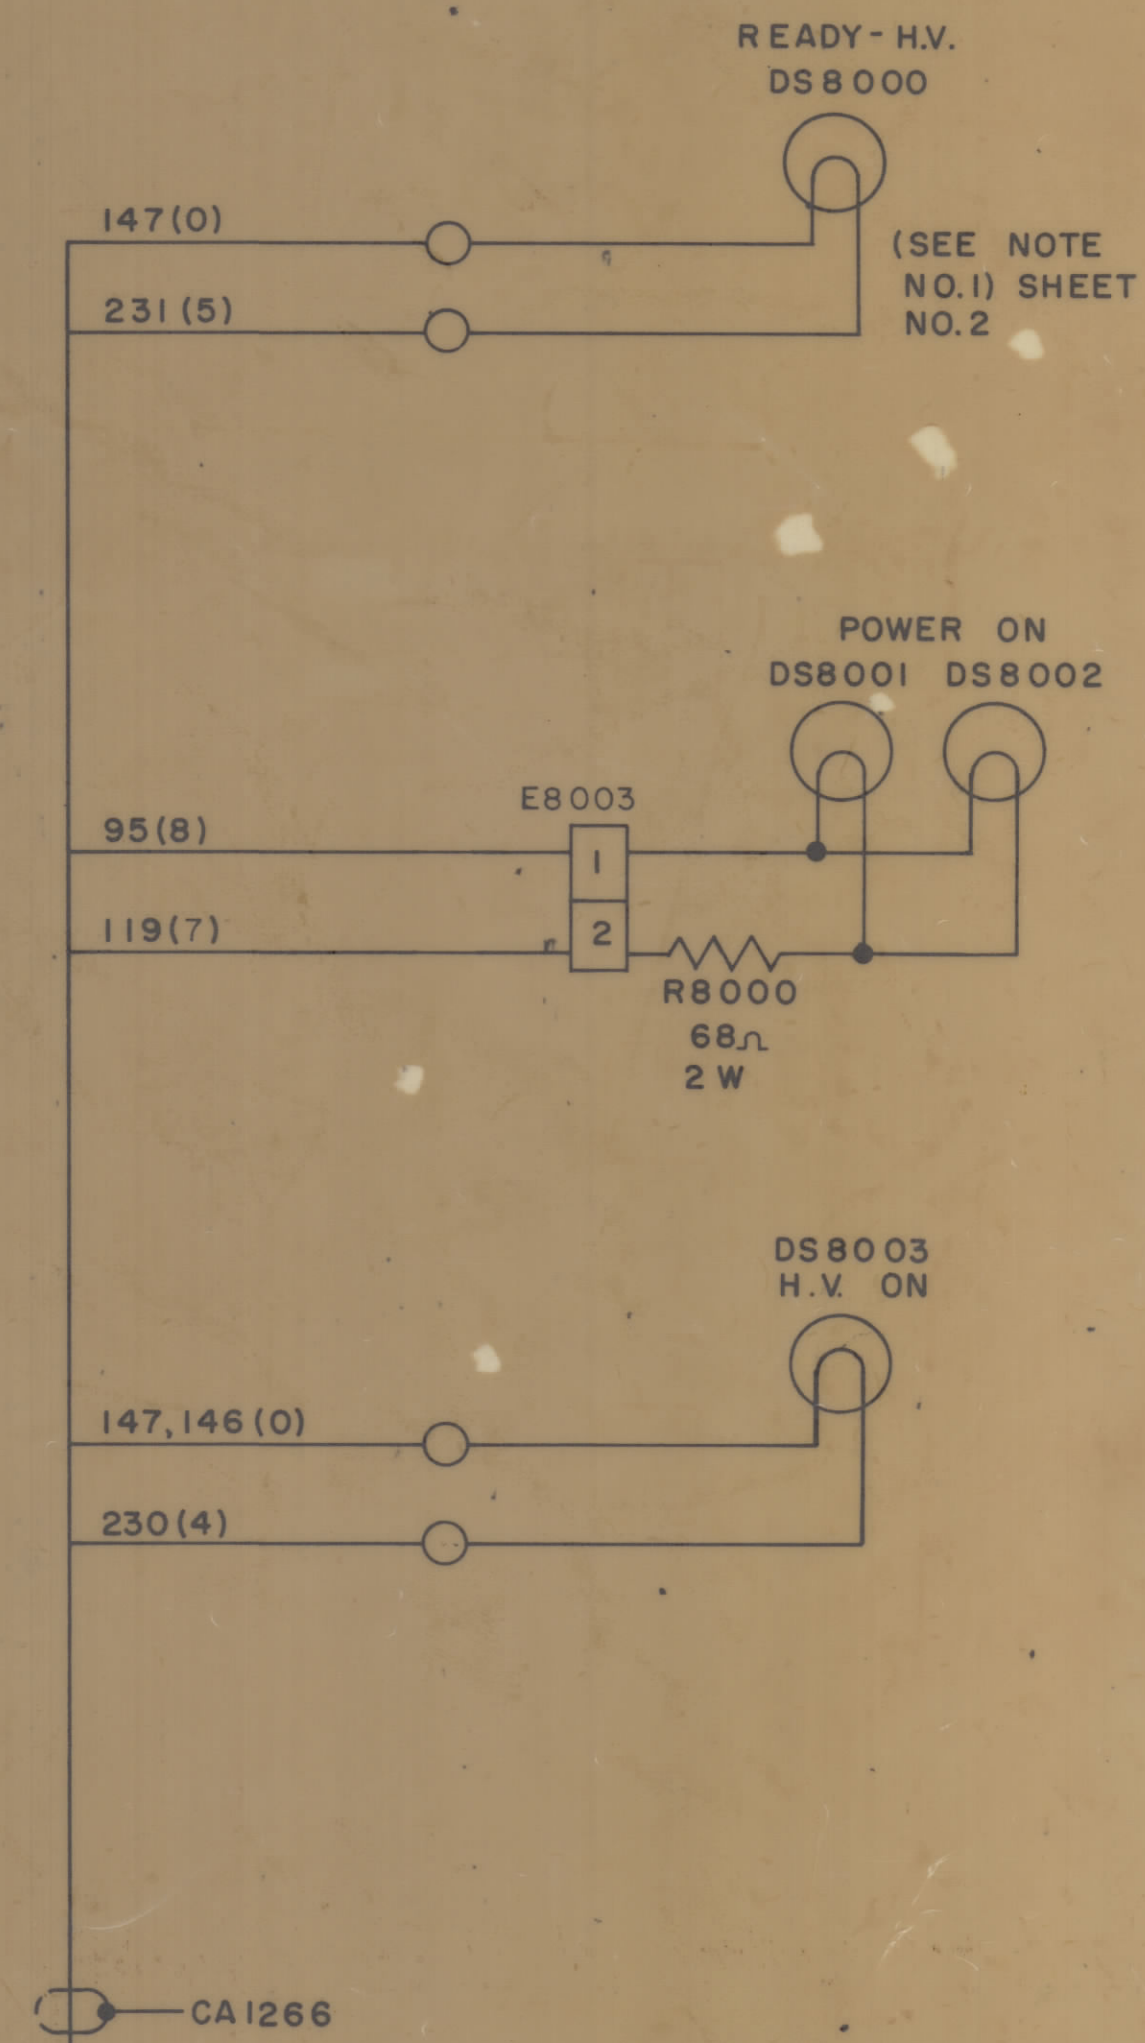 READY-H.V.
DS8000
147(0)
(SEE NOTE
NO.1) SHEET
NO.2
231(5)
POWER ON
DS8001 DS8002
E8003
95(8)
1
119(7)
2
R8000
68Ω
2W
DS8003
H.V. ON
147,146(0)
230(4)
CA1266